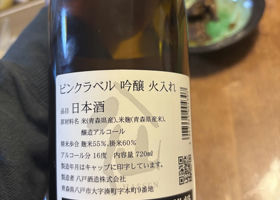 ピンクラベル 吟醸 火入れ
品目 日本酒
原材料名 米(青森県産)、米麹(青森県産米)、
醸造アルコール
精米歩合 麹米55%、掛米60%
アルコール分 16度 内容量 720ml
製造年月はキャップに印字しています。
製造者 八戸酒造株式会社
青森県八戸市大字湊町字本町9番地